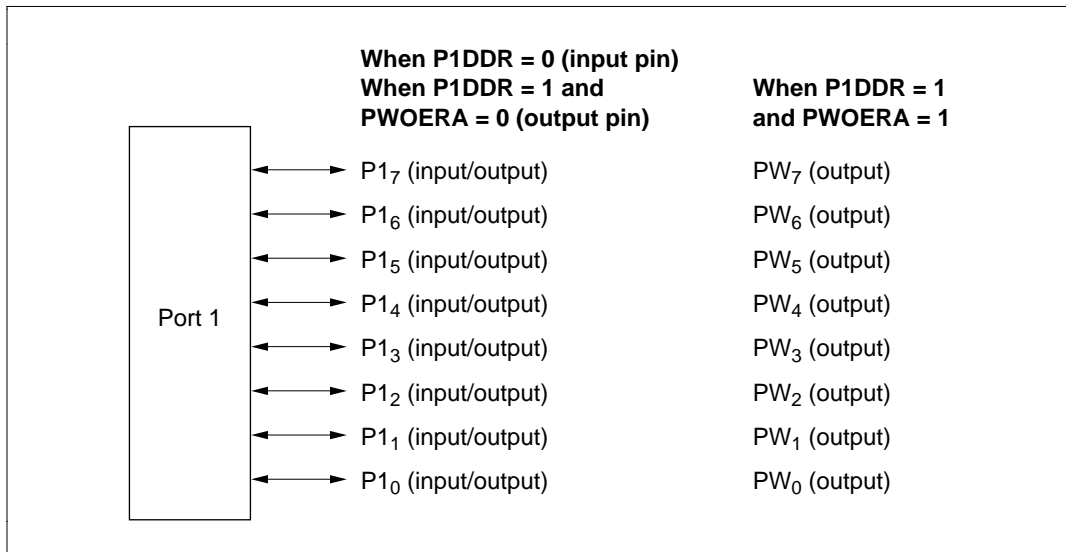 When P1DDR = 0 (input pin)
When P1DDR = 1 and
PWOERA = 0 (output pin)
When P1DDR = 1
and PWOERA = 1
Port 1
P1₇ (input/output) PW₇ (output)
P1₆ (input/output) PW₆ (output)
P1₅ (input/output) PW₅ (output)
P1₄ (input/output) PW₄ (output)
P1₃ (input/output) PW₃ (output)
P1₂ (input/output) PW₂ (output)
P1₁ (input/output) PW₁ (output)
P1₀ (input/output) PW₀ (output)